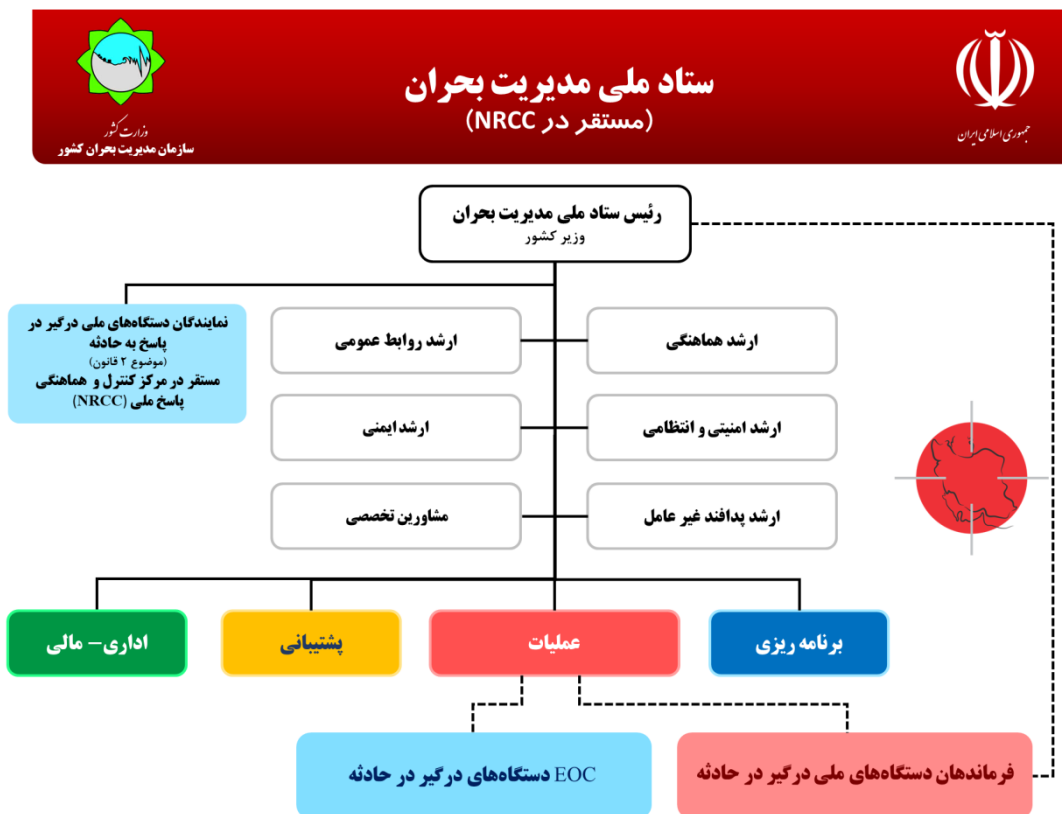 جمهوری اسلامی ایران
ستاد ملی مدیریت بحران
(مستقر در NRCC)
وزارت کشور
سازمان مدیریت بحران کشور
رئیس ستاد ملی مدیریت بحران
وزیر کشور
نمایندگان دستگاه‌های ملی درگیر در
پاسخ به حادثه
(موضوع ۲ قانون)
مستقر در مرکز کنترل و هماهنگی
پاسخ ملی (NRCC)
ارشد هماهنگی
ارشد روابط عمومی
ارشد امنیتی و انتظامی
ارشد ایمنی
ارشد پدافند غیر عامل
مشاورین تخصصی
برنامه ریزی
عملیات
پشتیبانی
اداری- مالی
فرماندهان دستگاه‌های ملی درگیر در حادثه
EOC دستگاه‌های درگیر در حادثه